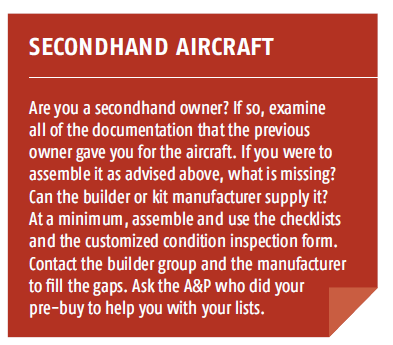 SECONDHAND AIRCRAFT
Are you a secondhand owner? If so, examine
all of the documentation that the previous
owner gave you for the aircraft. If you were to
assemble it as advised above, what is missing?
Can the builder or kit manufacturer supply it?
At a minimum, assemble and use the checklists
and the customized condition inspection form.
Contact the builder group and the manufacturer
to fill the gaps. Ask the A&P who did your
pre-buy to help you with your lists.